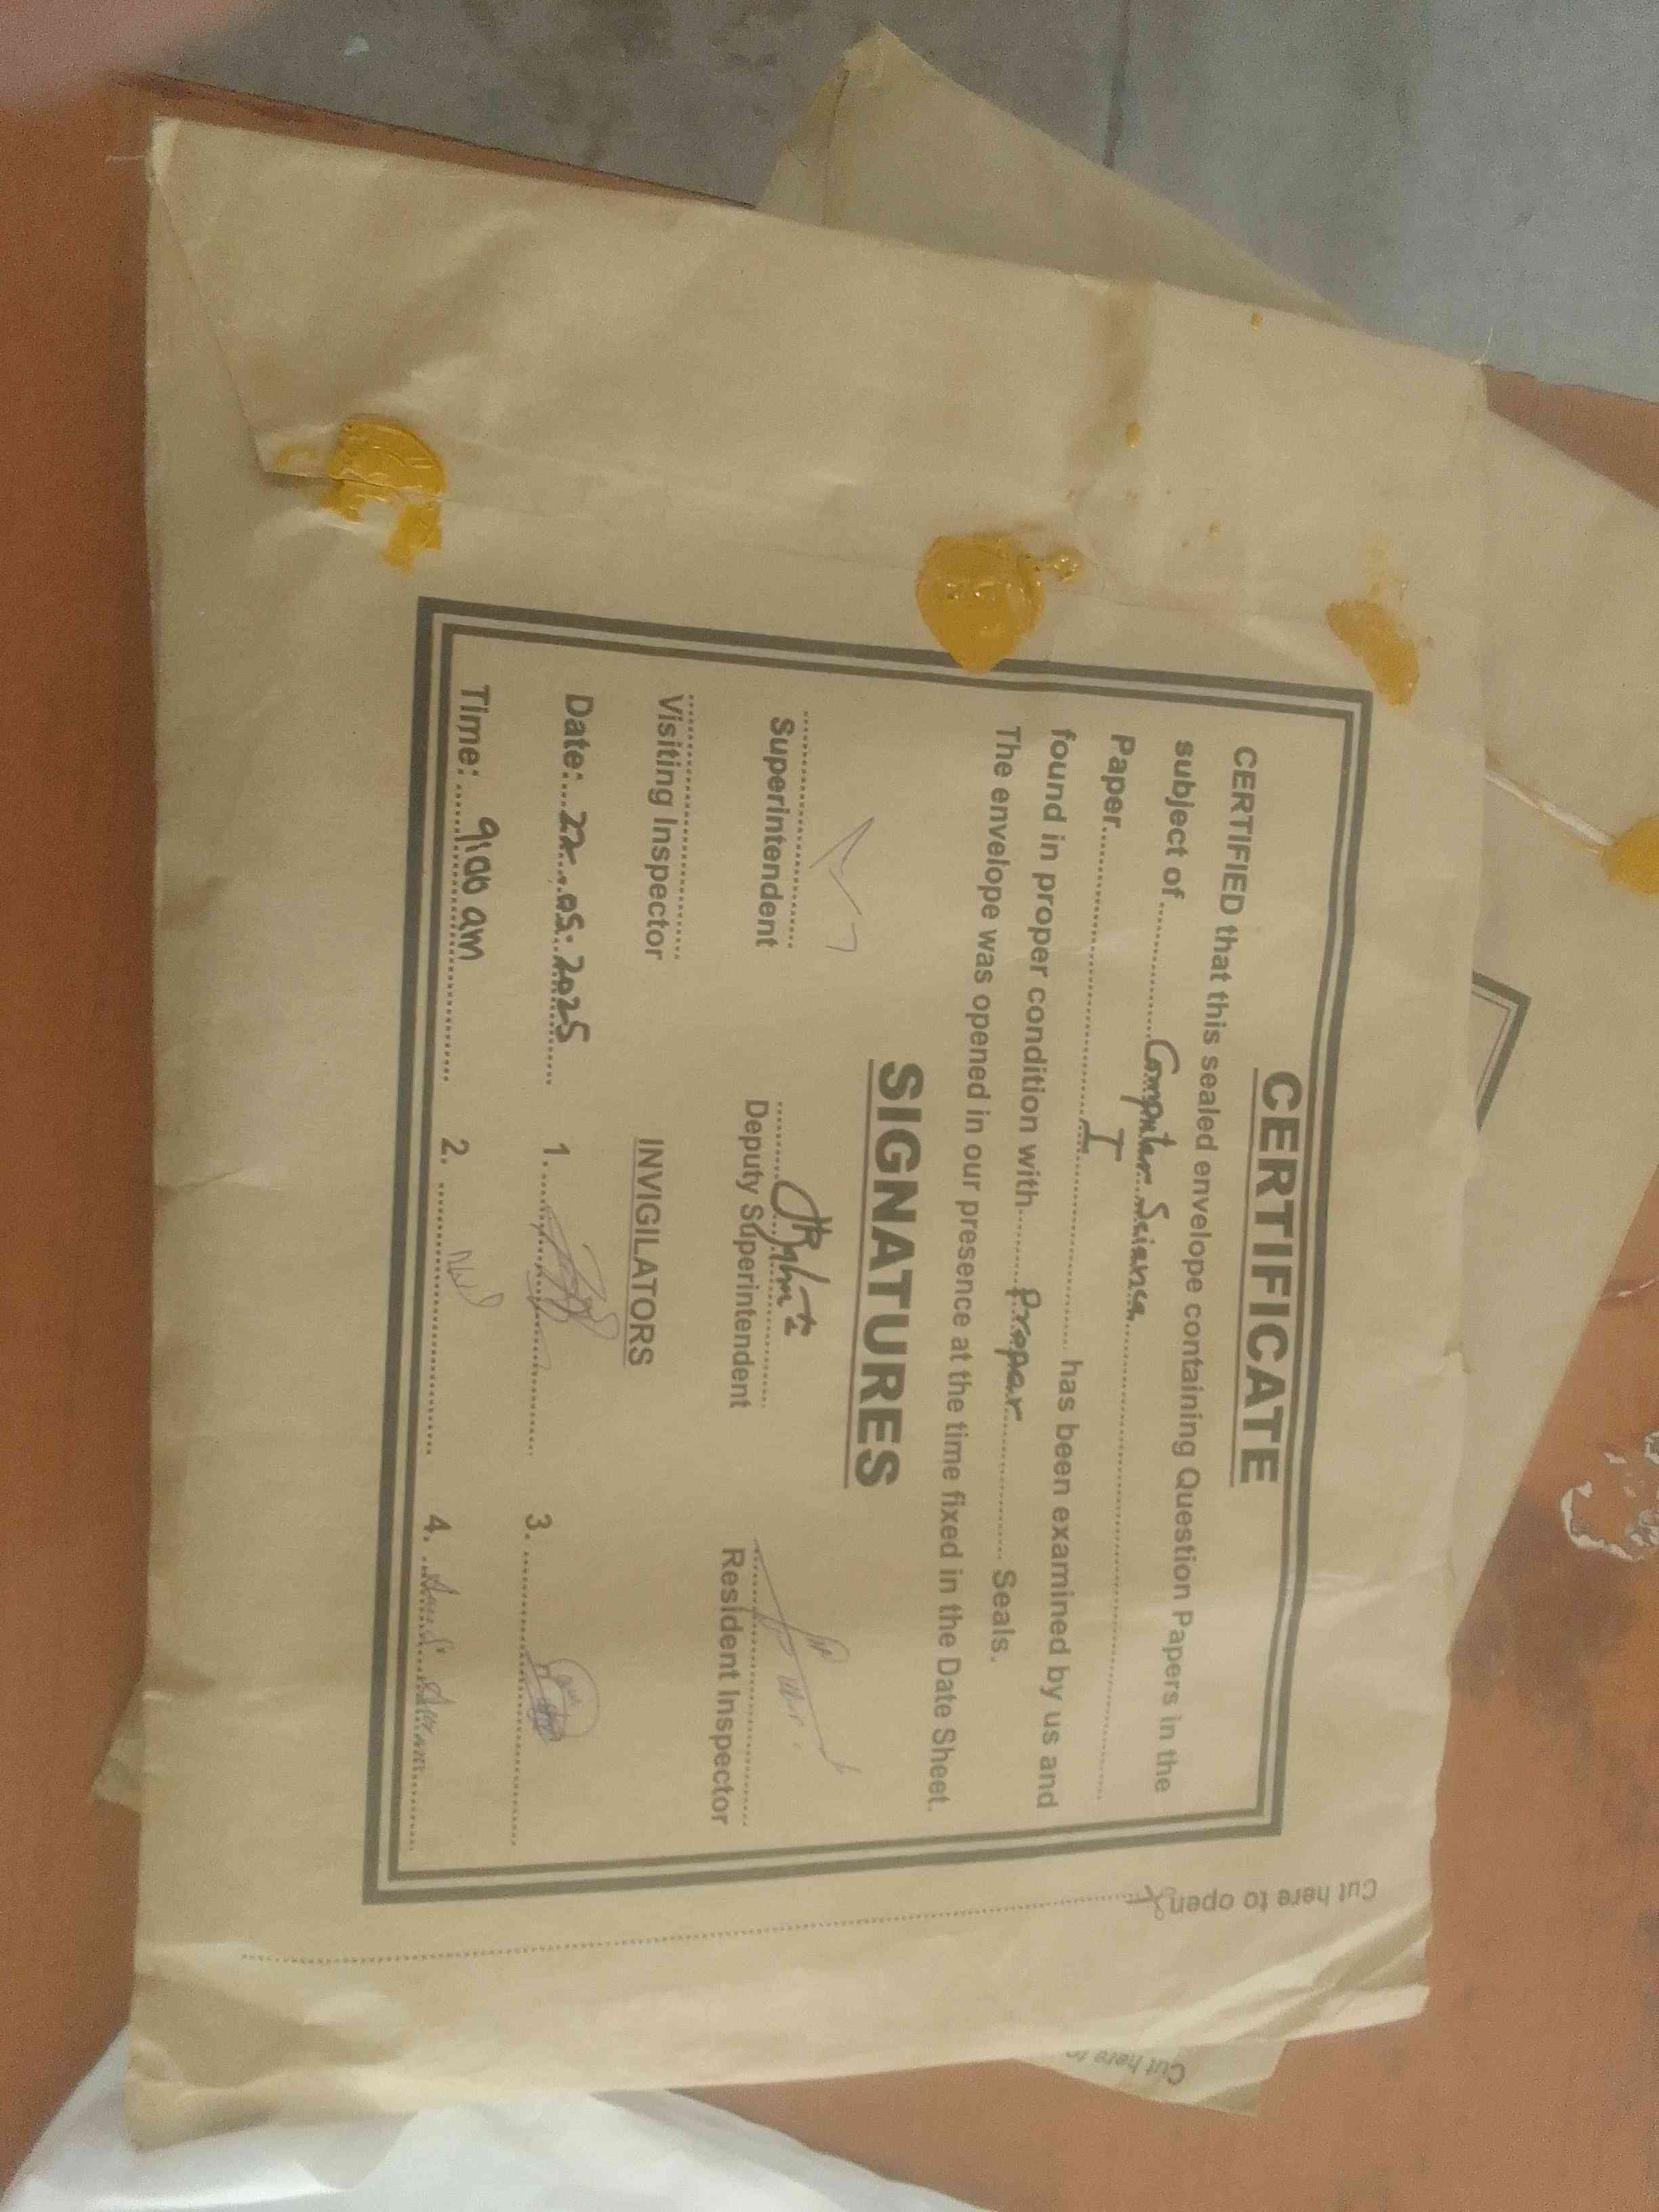 CERTIFICATE
CERTIFIED that this sealed envelope containing Question Papers in the
subject of................Computer Science................
Paper................I................ has been examined by us and
found in proper condition with........Proper................ Seals.
The envelope was opened in our presence at the time fixed in the Date Sheet.
SIGNATURES
Superintendent
Deputy Superintendent
Resident Inspector
Visiting Inspector
INVIGILATORS
Date: 22.05.2025
1.
3.
Time: 9:00 am
2.
4.
Cut here to open
Cut here to